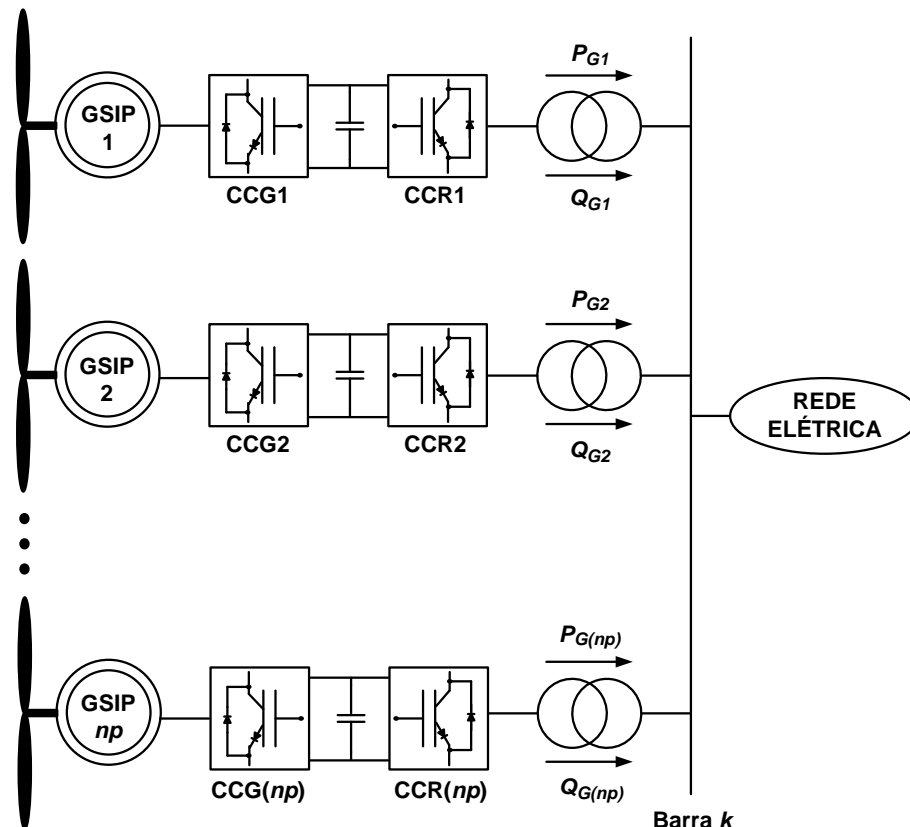 P_G1
GSIP
1
CCG1
CCR1
Q_G1
P_G2
GSIP
2
CCG2
CCR2
Q_G2
REDE
ELÉTRICA
P_G(np)
GSIP
np
CCG(np)
CCR(np)
Q_G(np)
Barra k